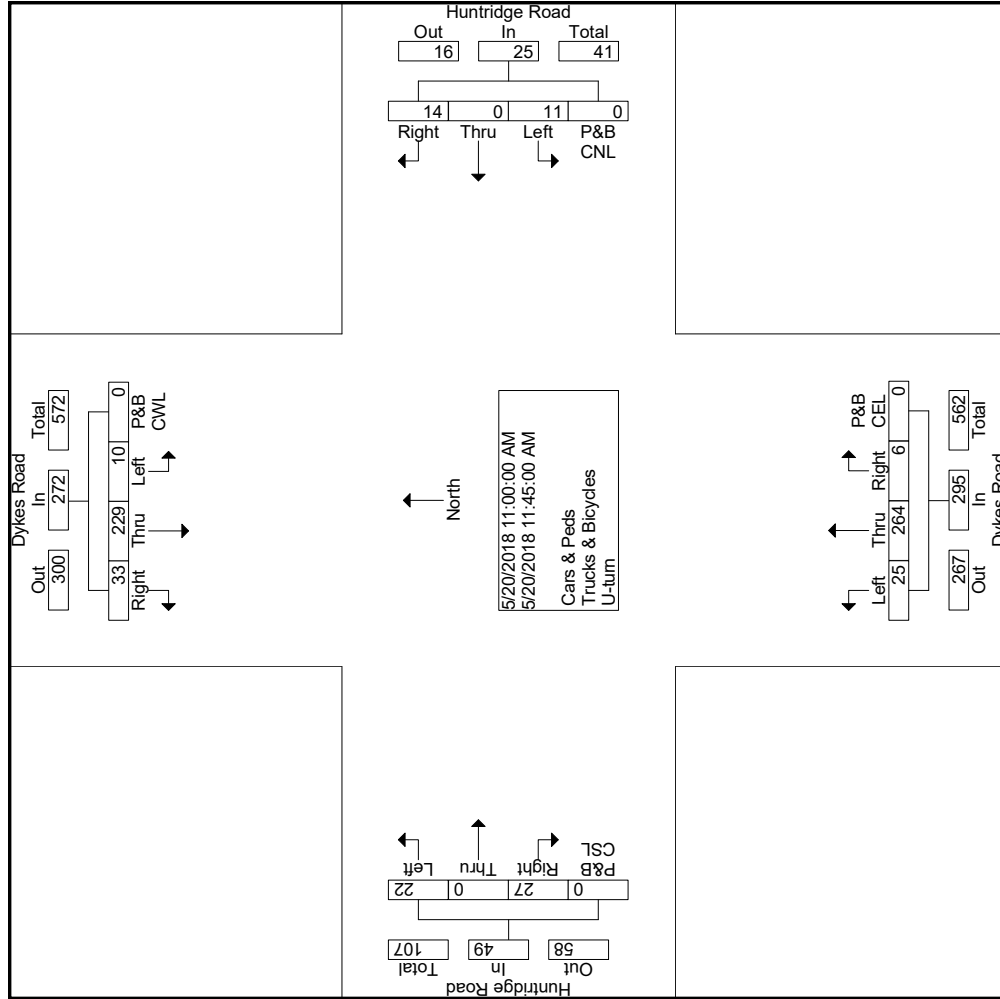 Huntridge Road
Out In Total
16 25 41
14 0 11 0
Right Thru Left P&B
CNL
Dykes Road
Out In Total
300 272 572
33 229 10 0
Right Thru Left P&B
CWL
North
5/20/2018 11:00:00 AM
5/20/2018 11:45:00 AM
Cars & Peds
Trucks & Bicycles
U-turn
P&B
CEL
Left Thru Right
25 264 6 0
267 295 562
Out In Total
Dykes Road
Left Thru Right P&B
CSL
22 0 27 0
107 49 58
Total In Out
Huntridge Road